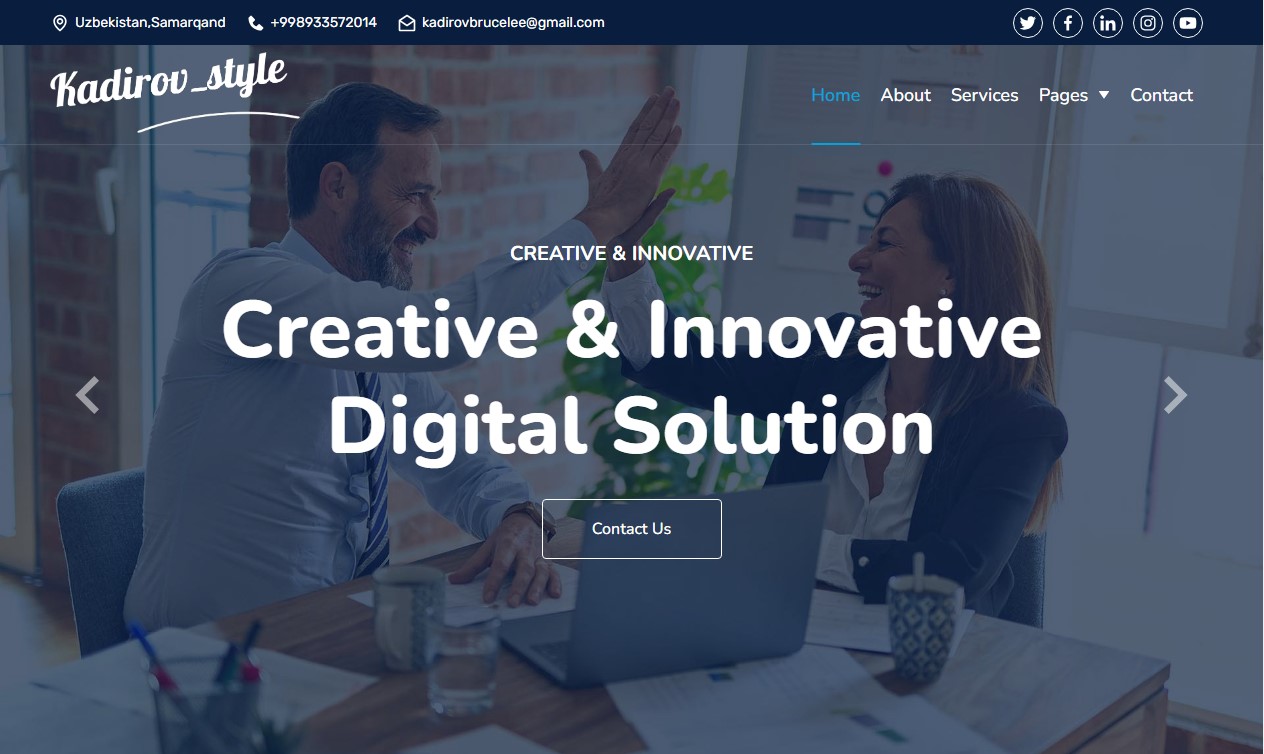 Uzbekistan,Samarqand +998933572014 kadirovbrucelee@gmail.com
Kadirov_style
Home About Services Pages Contact
CREATIVE & INNOVATIVE
Creative & Innovative
Digital Solution
Contact Us